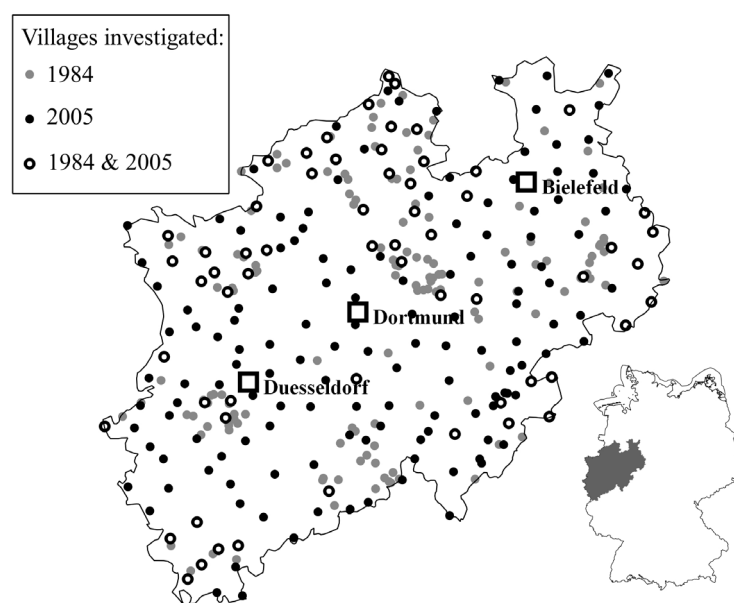 Villages investigated:
1984
2005
1984 & 2005
Bielefeld
Dortmund
Duesseldorf